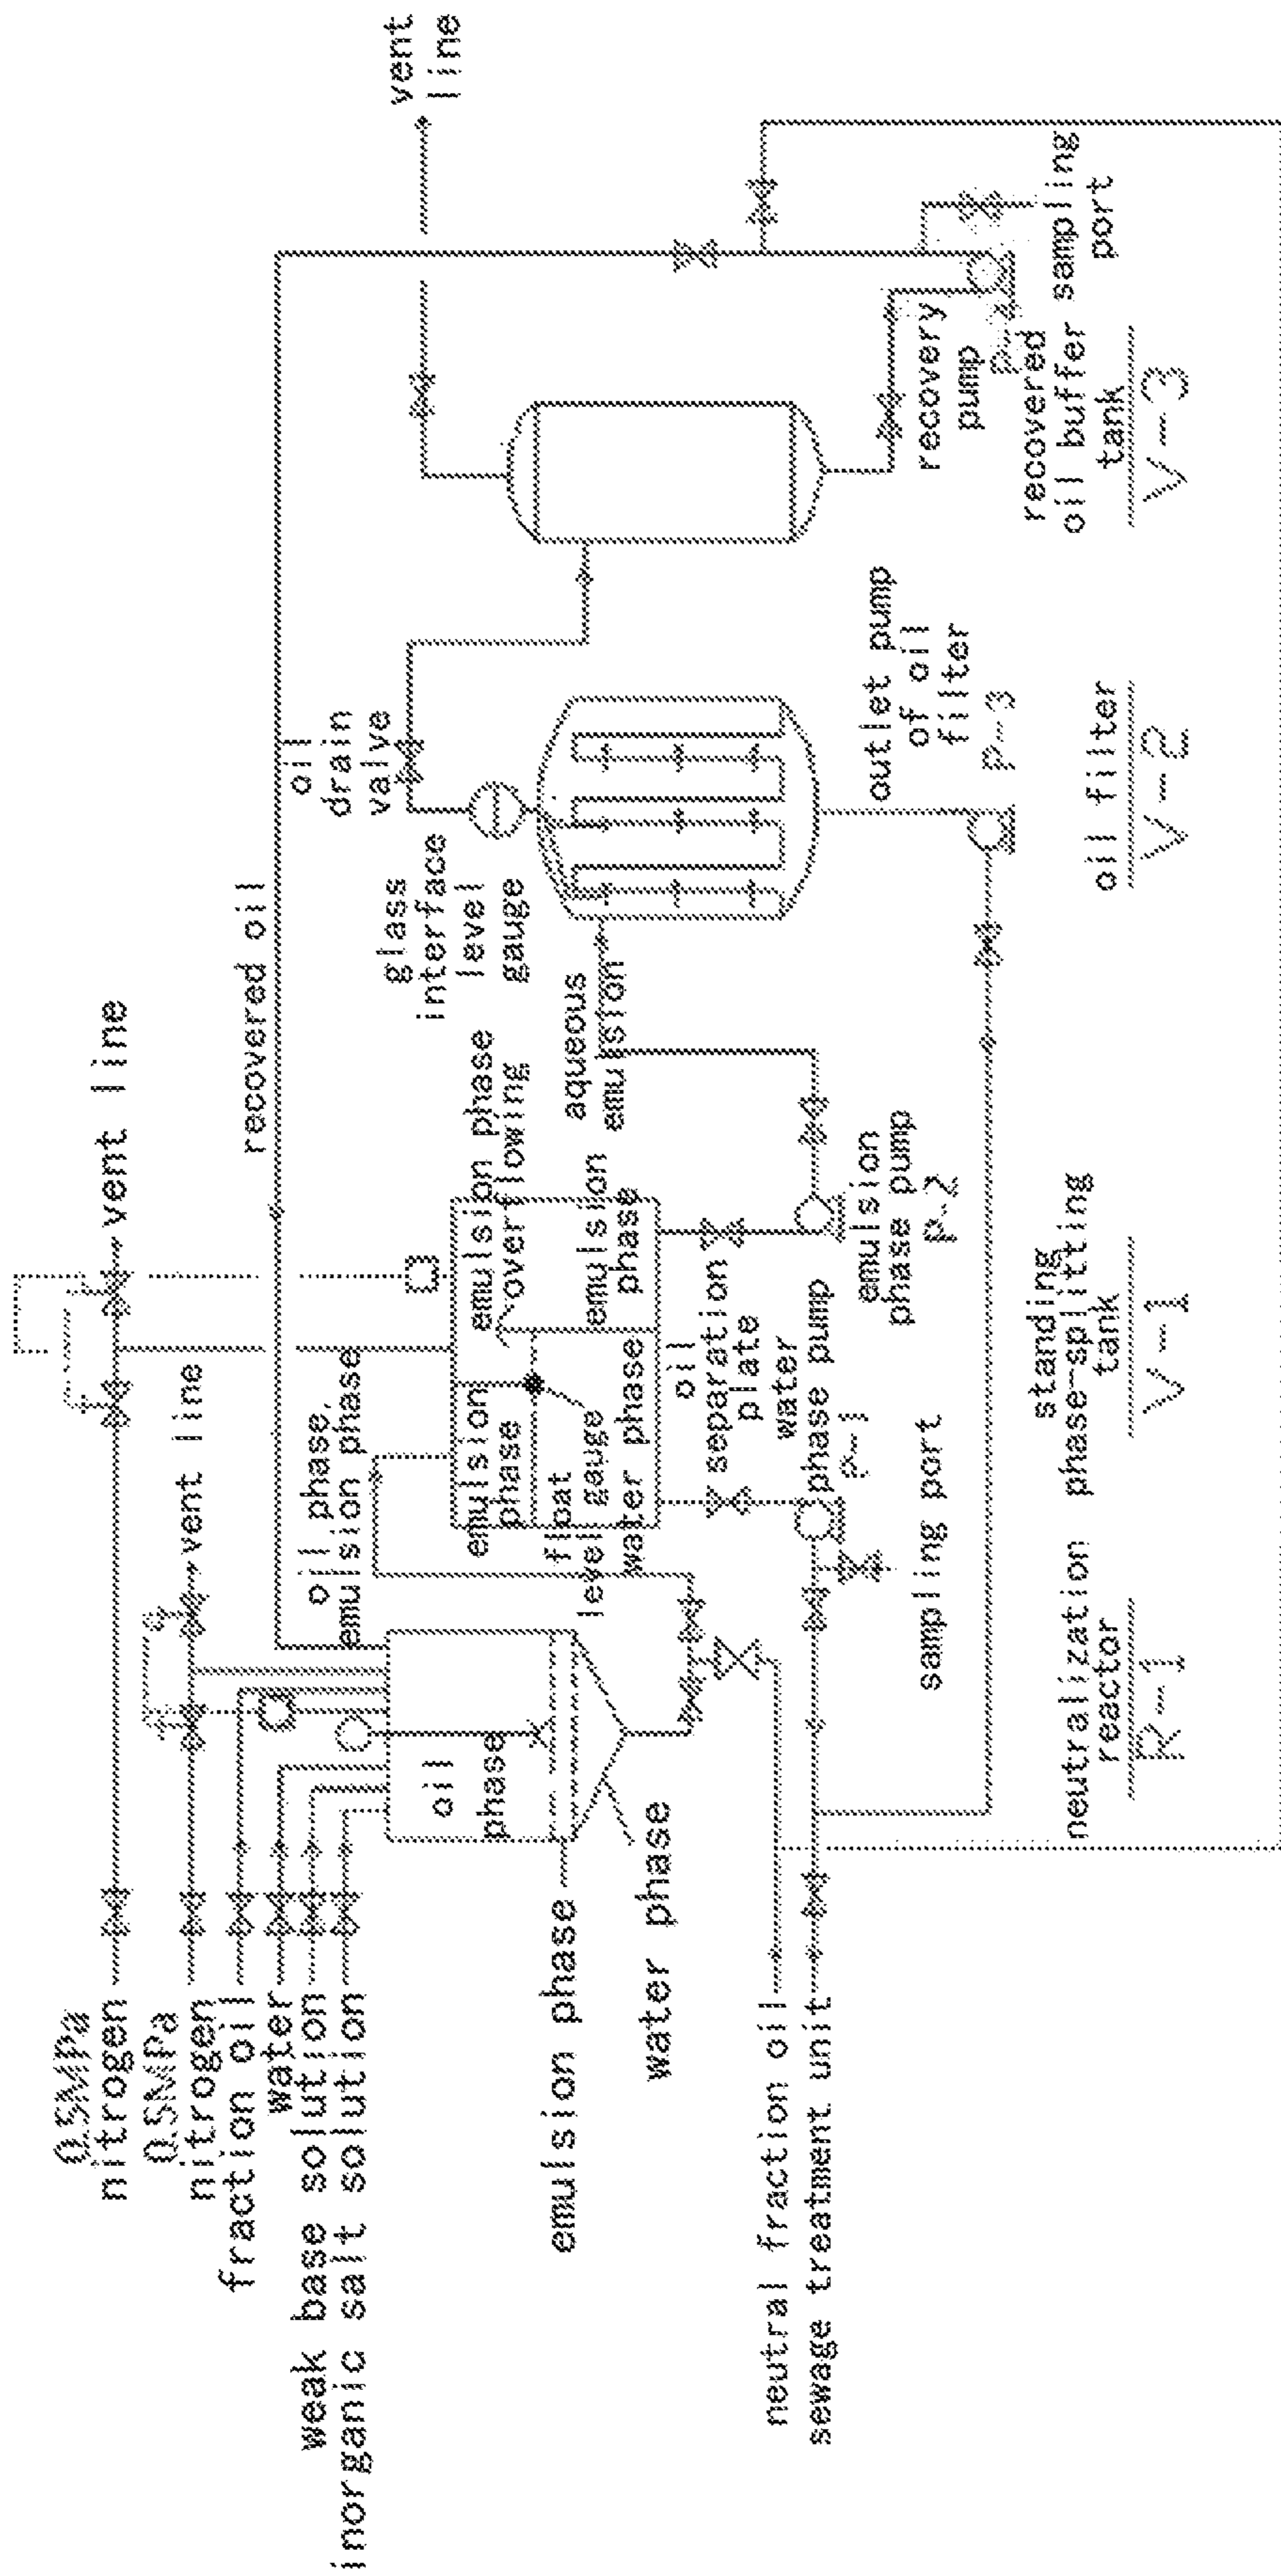 0.5MPa
nitrogen
0.5MPa
nitrogen
fraction oil
water
weak base solution
inorganic salt solution
emulsion phase
water phase
neutral fraction oil
sewage treatment unit
vent line
vent line
recovered oil
oil phase,
emulsion phase
oil
phase
emulsion
phase
float
level gauge
water phase
emulsion phase
overflowing
emulsion
phase
oil
separation
plate
water
phase pump
P-1
sampling port
emulsion
phase pump
P-2
aqueous
emulsion
glass
interface
level
gauge
oil
drain
valve
outlet pump
of oil
filter
P-3
vent
line
recovery
pump
sampling
port
neutralization
reactor
R-1
standing
phase-splitting
tank
V-1
oil filter
V-2
recovered
oil buffer
tank
V-3